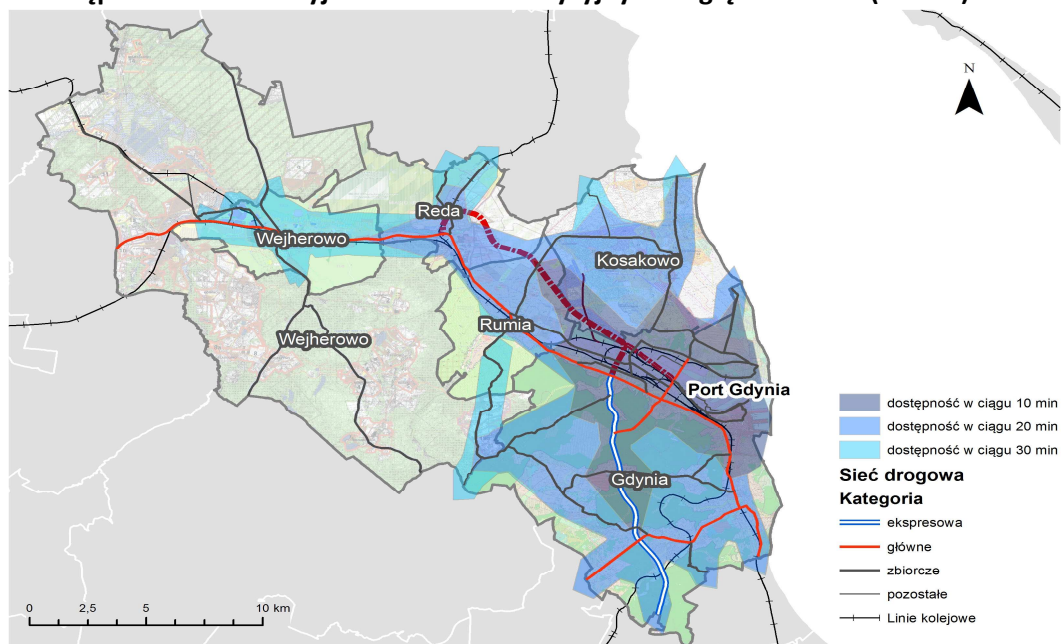 N
Reda
Wejherowo
Kosakowo
Rumia
Wejherowo
Port Gdynia
Gdynia
dostępność w ciągu 10 min
dostępność w ciągu 20 min
dostępność w ciągu 30 min
Sieć drogowa
Kategoria
ekspresowa
główne
zbiorcze
pozostałe
Linie kolejowe
0 2,5 5 10 km